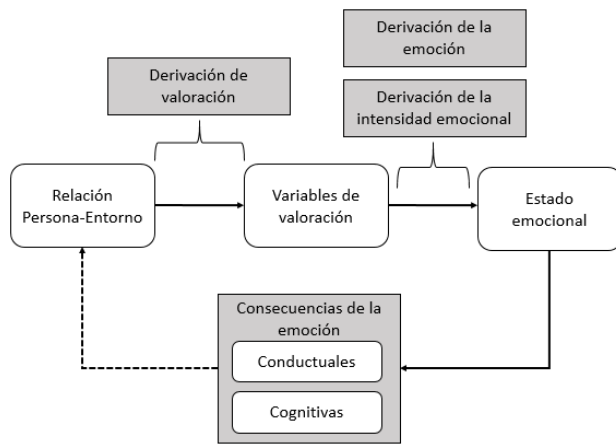 Derivación de la
emoción
Derivación de
valoración
Derivación de la
intensidad emocional
Relación
Persona-Entorno
Variables de
valoración
Estado
emocional
Consecuencias de la
emoción
Conductuales
Cognitivas